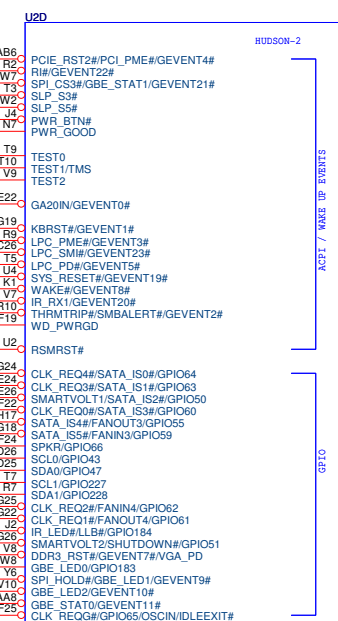 U2D
HUDSON-2
AB6 PCIE_RST2#/PCI_PME#/GEVENT4#
R2 RI#/GEVENT22#
W7 SPI_CS3#/GBE_STAT1/GEVENT21#
T3 SLP_S3#
W2 SLP_S5#
J4 PWR_BTN#
N7 PWR_GOOD
T9 TEST0
T10 TEST1/TMS
V9 TEST2
E22 GA20IN/GEVENT0#
G19 KBRST#/GEVENT1#
R9 LPC_PME#/GEVENT3#
C26 LPC_SMI#/GEVENT23#
T5 LPC_PD#/GEVENT5#
U4 SYS_RESET#/GEVENT19#
K1 WAKE#/GEVENT8#
V7 IR_RX1/GEVENT20#
R10 THRMTRIP#/SMBALERT#/GEVENT2#
F19 WD_PWRGD
U2 RSMRST#
ACPI / WAKE UP EVENTS
G24 CLK_REQ4#/SATA_IS0#/GPIO64
E24 CLK_REQ3#/SATA_IS1#/GPIO63
E26 SMARTVOLT1/SATA_IS2#/GPIO50
F22 CLK_REQ0#/SATA_IS3#/GPIO60
H17 SATA_IS4#/FANOUT3/GPIO55
G18 SATA_IS5#/FANIN3/GPIO59
F24 SPKR/GPIO66
D26 SCL0/GPIO43
D25 SDA0/GPIO47
T7 SCL1/GPIO227
R7 SDA1/GPIO228
G25 CLK_REQ2#/FANIN4/GPIO62
G22 CLK_REQ1#/FANOUT4/GPIO61
J2 IR_LED#/LLB#/GPIO184
G26 SMARTVOLT2/SHUTDOWN#/GPIO51
V8 DDR3_RST#/GEVENT7#/VGA_PD
W8 GBE_LED0/GPIO183
Y6 SPI_HOLD#/GBE_LED1/GEVENT9#
V10 GBE_LED2/GEVENT10#
AA8 GBE_STAT0/GEVENT11#
F25 CLK_REQG#/GPIO65/OSCIN/IDLEEXIT#
GPIO